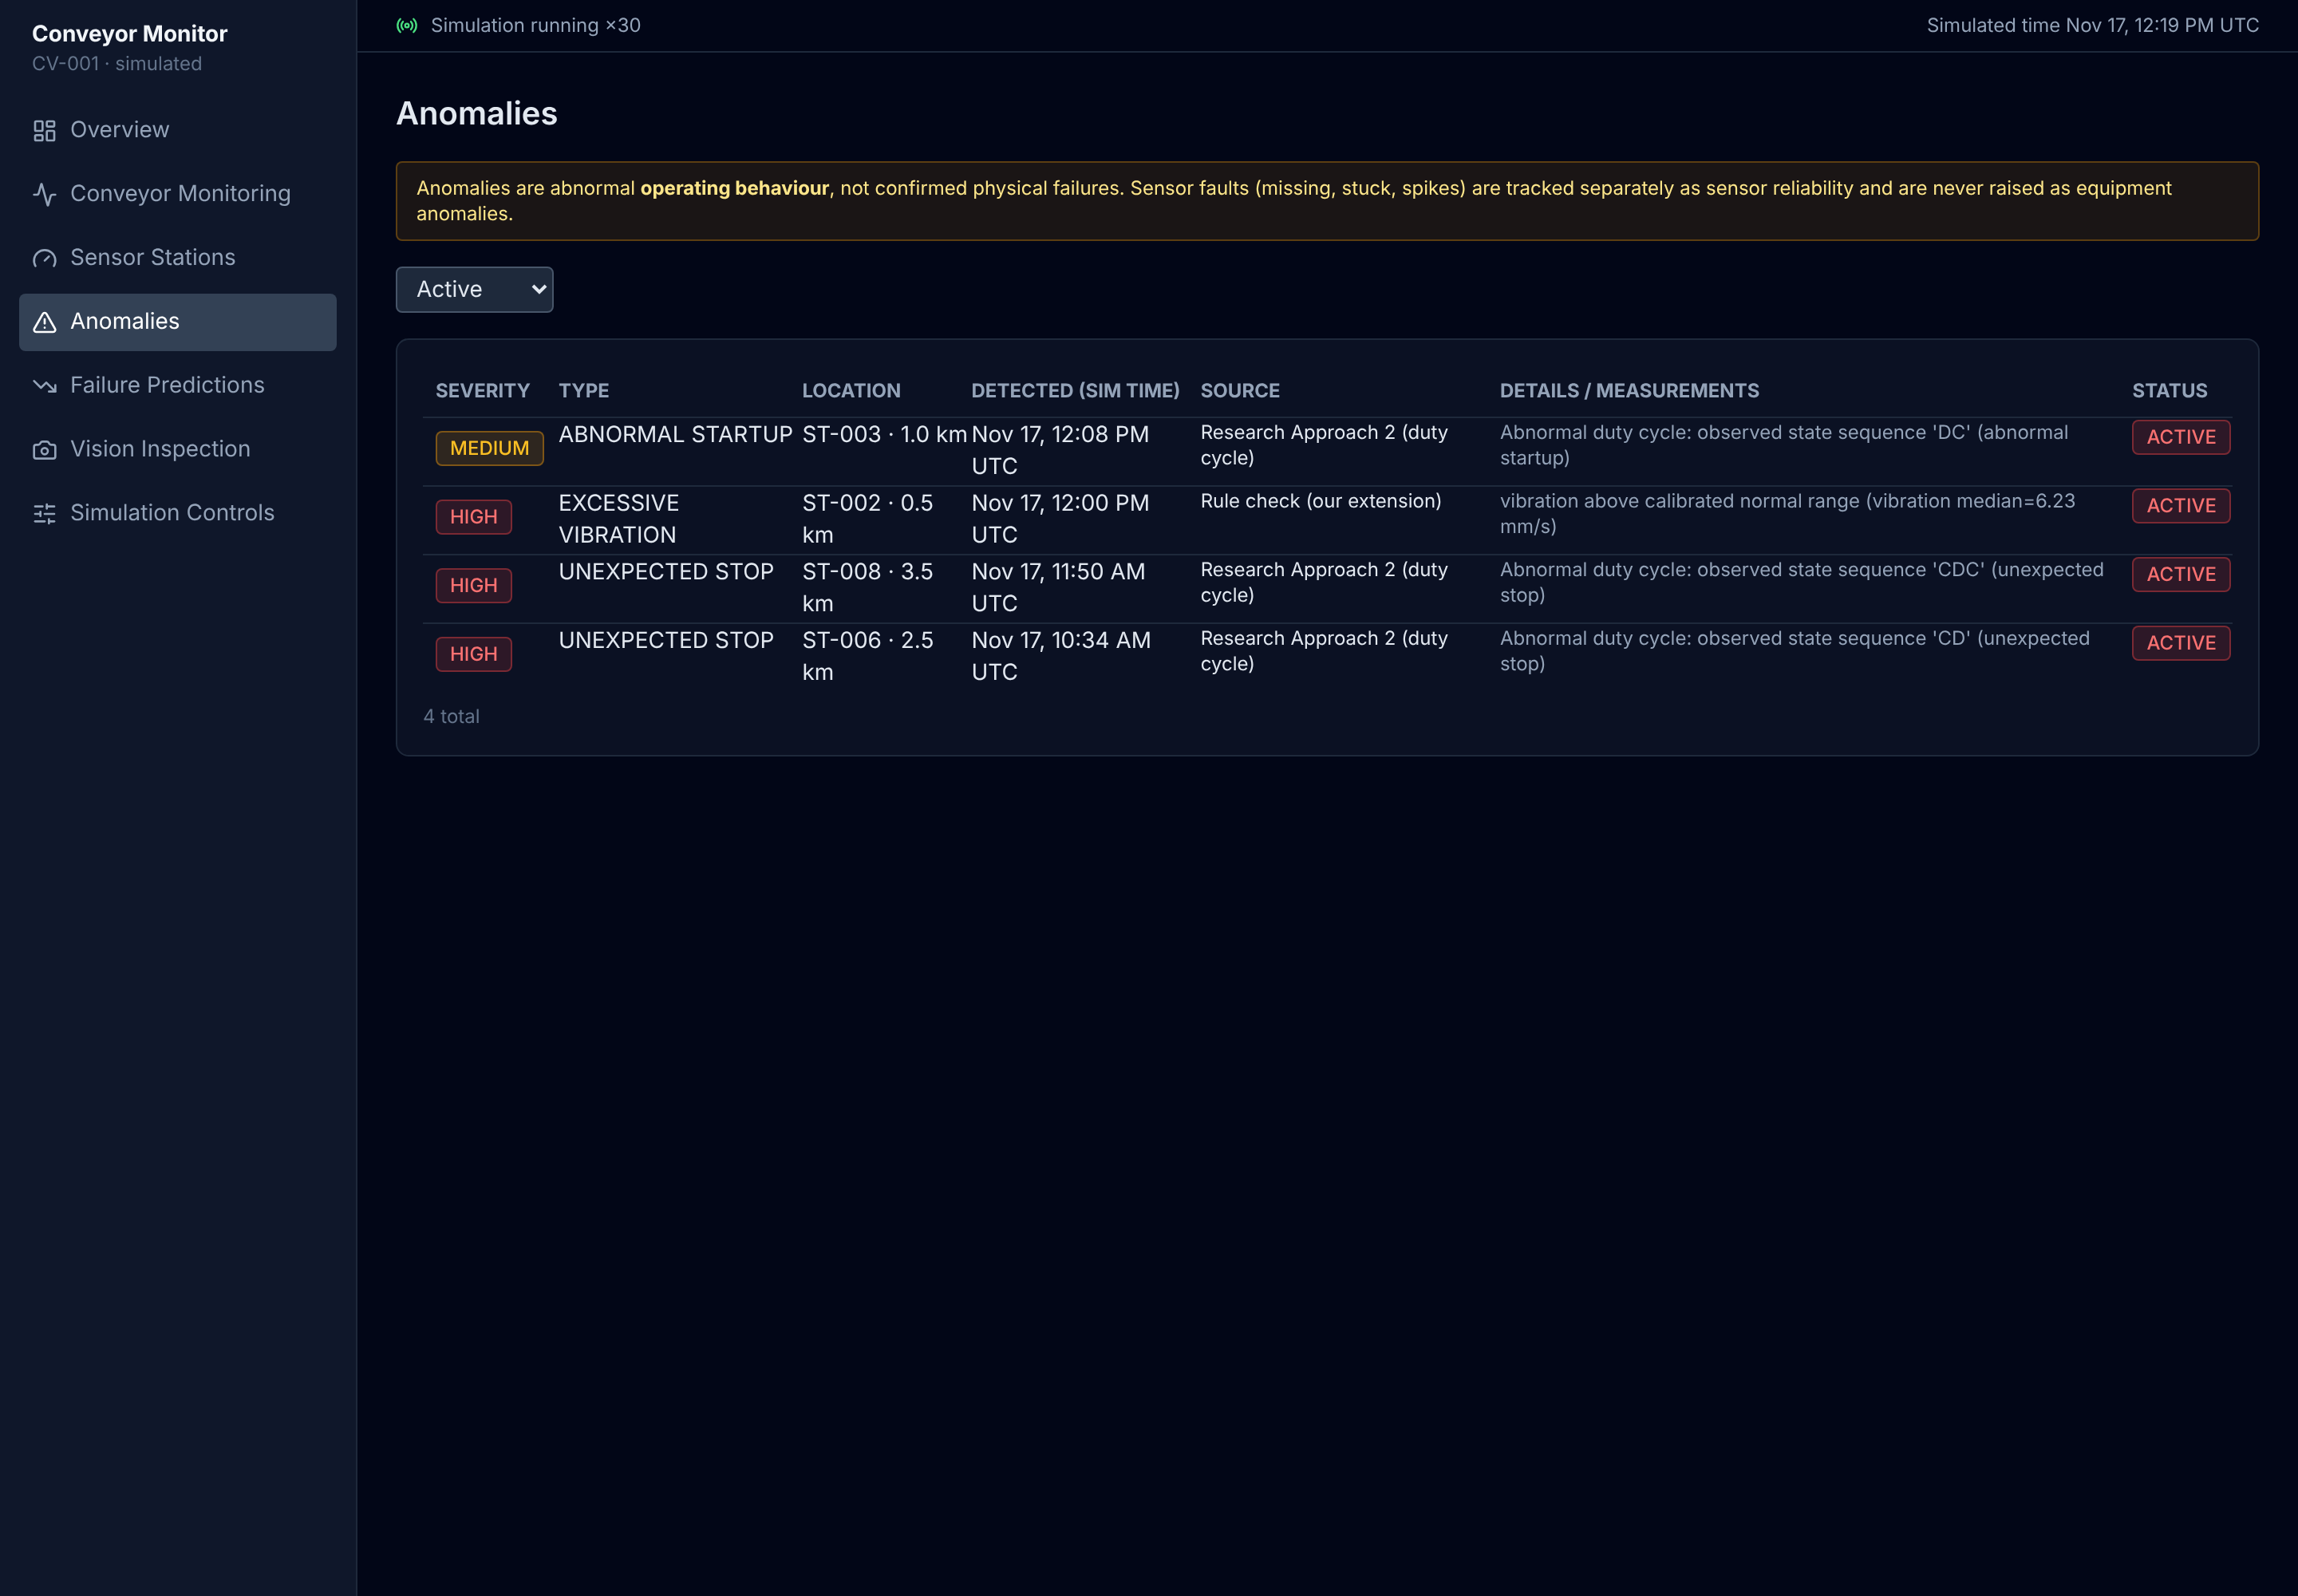 Conveyor Monitor
CV-001 · simulated
Overview
Conveyor Monitoring
Sensor Stations
Anomalies
Failure Predictions
Vision Inspection
Simulation Controls
Simulation running ×30
Simulated time Nov 17, 12:19 PM UTC
Anomalies
Anomalies are abnormal operating behaviour, not confirmed physical failures. Sensor faults (missing, stuck, spikes) are tracked separately as sensor reliability and are never raised as equipment
anomalies.
Active
SEVERITY TYPE LOCATION DETECTED (SIM TIME) SOURCE DETAILS / MEASUREMENTS STATUS
MEDIUM ABNORMAL STARTUP ST-003 · 1.0 km Nov 17, 12:08 PM Research Approach 2 (duty Abnormal duty cycle: observed state sequence 'DC' (abnormal ACTIVE
UTC cycle) startup)
HIGH EXCESSIVE ST-002 · 0.5 Nov 17, 12:00 PM Rule check (our extension) vibration above calibrated normal range (vibration median=6.23 ACTIVE
VIBRATION km UTC mm/s)
HIGH UNEXPECTED STOP ST-008 · 3.5 Nov 17, 11:50 AM Research Approach 2 (duty Abnormal duty cycle: observed state sequence 'CDC' (unexpected ACTIVE
km UTC cycle) stop)
HIGH UNEXPECTED STOP ST-006 · 2.5 Nov 17, 10:34 AM Research Approach 2 (duty Abnormal duty cycle: observed state sequence 'CD' (unexpected ACTIVE
km UTC cycle) stop)
4 total